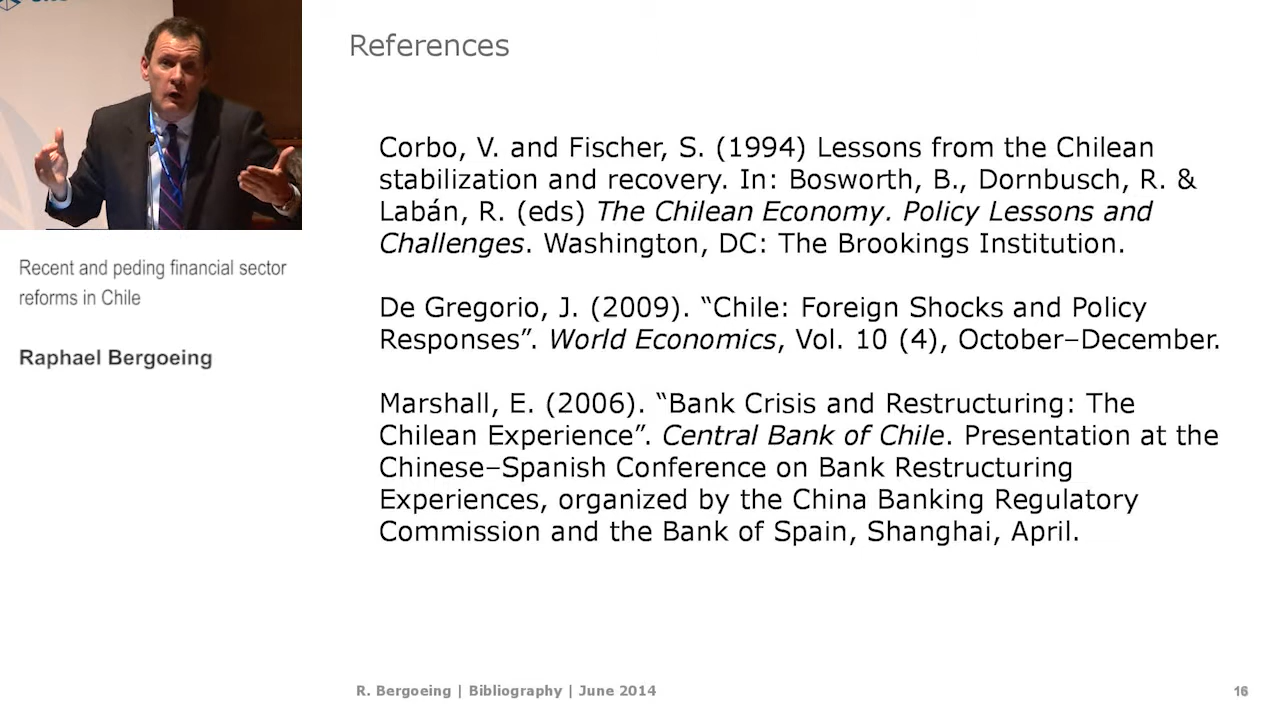 References
Corbo, V. and Fischer, S. (1994) Lessons from the Chilean
stabilization and recovery. In: Bosworth, B., Dornbusch, R. &
Labán, R. (eds) The Chilean Economy. Policy Lessons and
Challenges. Washington, DC: The Brookings Institution.
De Gregorio, J. (2009). “Chile: Foreign Shocks and Policy
Responses”. World Economics, Vol. 10 (4), October–December.
Marshall, E. (2006). “Bank Crisis and Restructuring: The
Chilean Experience”. Central Bank of Chile. Presentation at the
Chinese–Spanish Conference on Bank Restructuring
Experiences, organized by the China Banking Regulatory
Commission and the Bank of Spain, Shanghai, April.
Recent and peding financial sector
reforms in Chile
Raphael Bergoeing
R. Bergoeing | Bibliography | June 2014
16